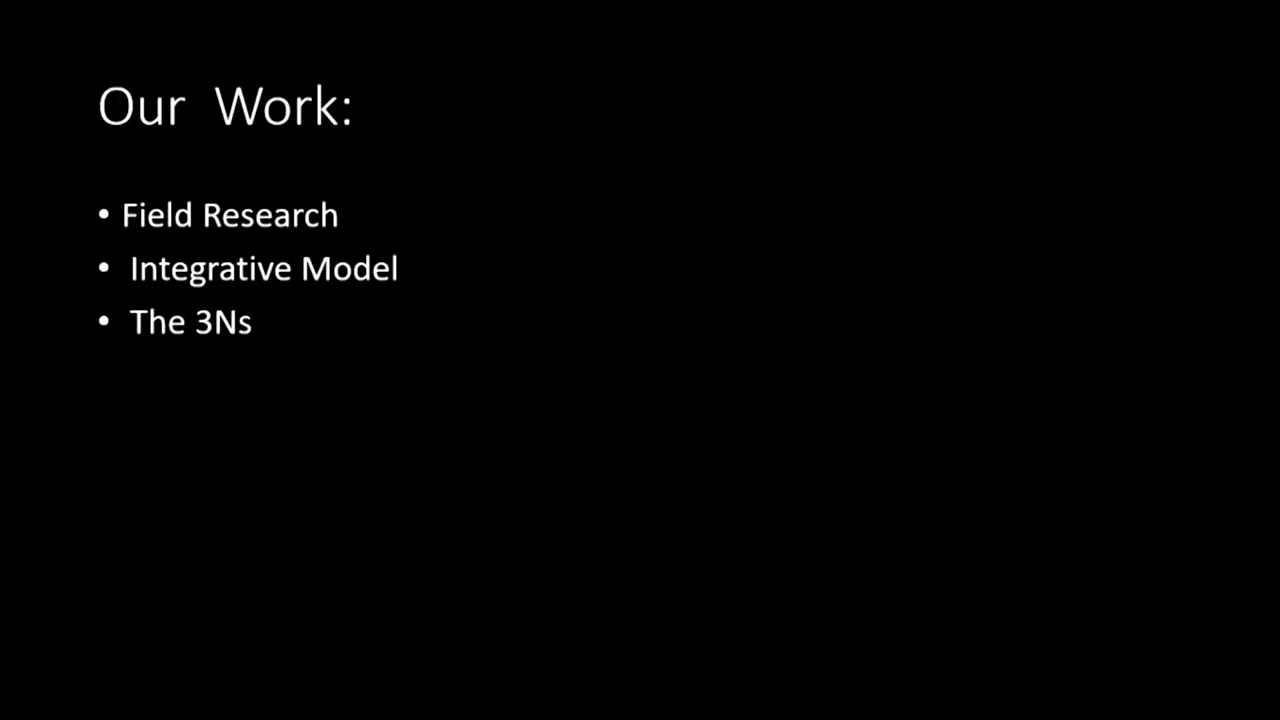 Our Work:
• Field Research
• Integrative Model
• The 3Ns